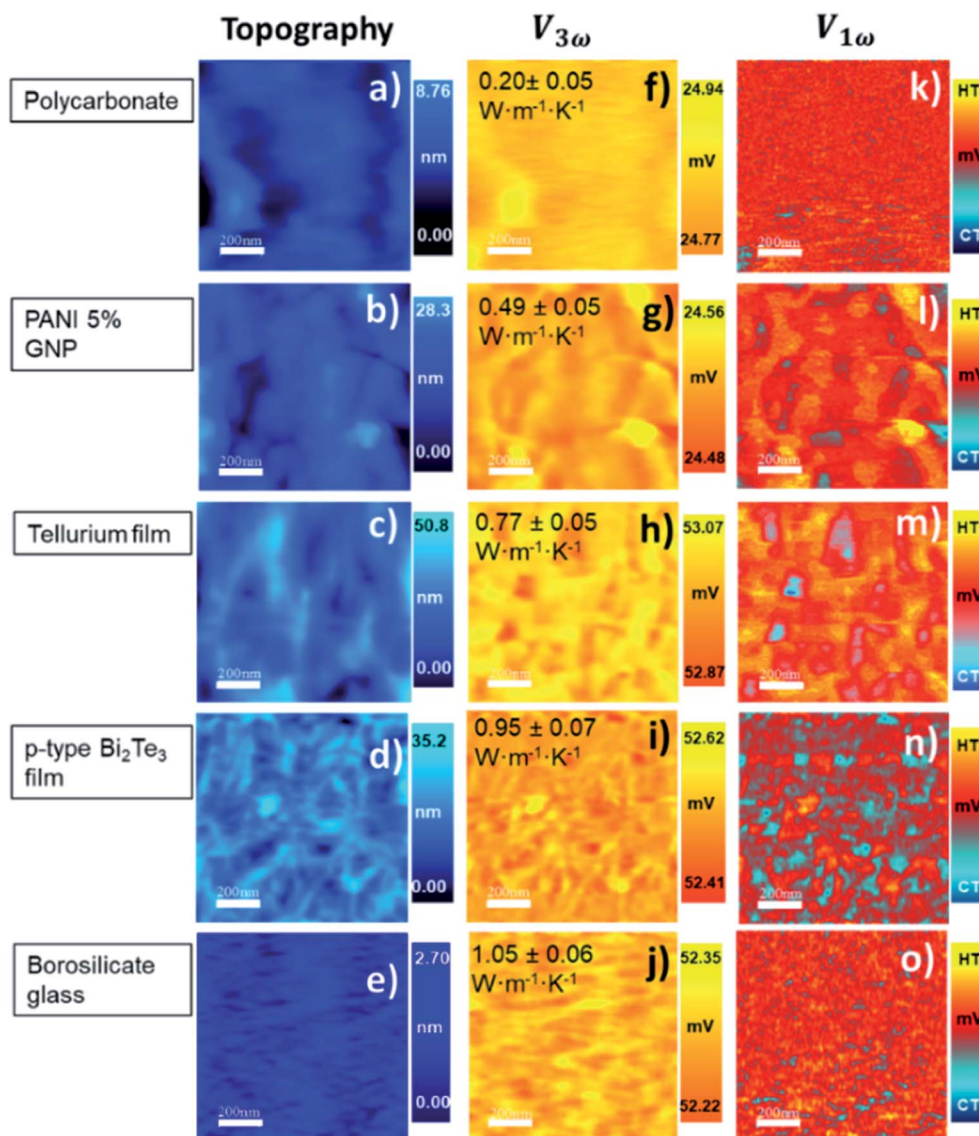 Topography
V3ω
V1ω
Polycarbonate
a)
8.76
nm
0.00
200nm
0.20± 0.05
W·m-1·K-1
f)
24.94
mV
24.77
200nm
k)
HT
mV
CT
200nm
PANI 5%
GNP
b)
28.3
nm
0.00
200nm
0.49 ± 0.05
W·m-1·K-1
g)
24.56
mV
24.48
200nm
l)
HT
mV
CT
200nm
Tellurium film
c)
50.8
nm
0.00
200nm
0.77 ± 0.05
W·m-1·K-1
h)
53.07
mV
52.87
200nm
m)
HT
mV
CT
200nm
p-type Bi2Te3
film
d)
35.2
nm
0.00
200nm
0.95 ± 0.07
W·m-1·K-1
i)
52.62
mV
52.41
200nm
n)
HT
mV
CT
200nm
Borosilicate
glass
e)
2.70
nm
0.00
200nm
1.05 ± 0.06
W·m-1·K-1
j)
52.35
mV
52.22
200nm
o)
HT
mV
CT
200nm